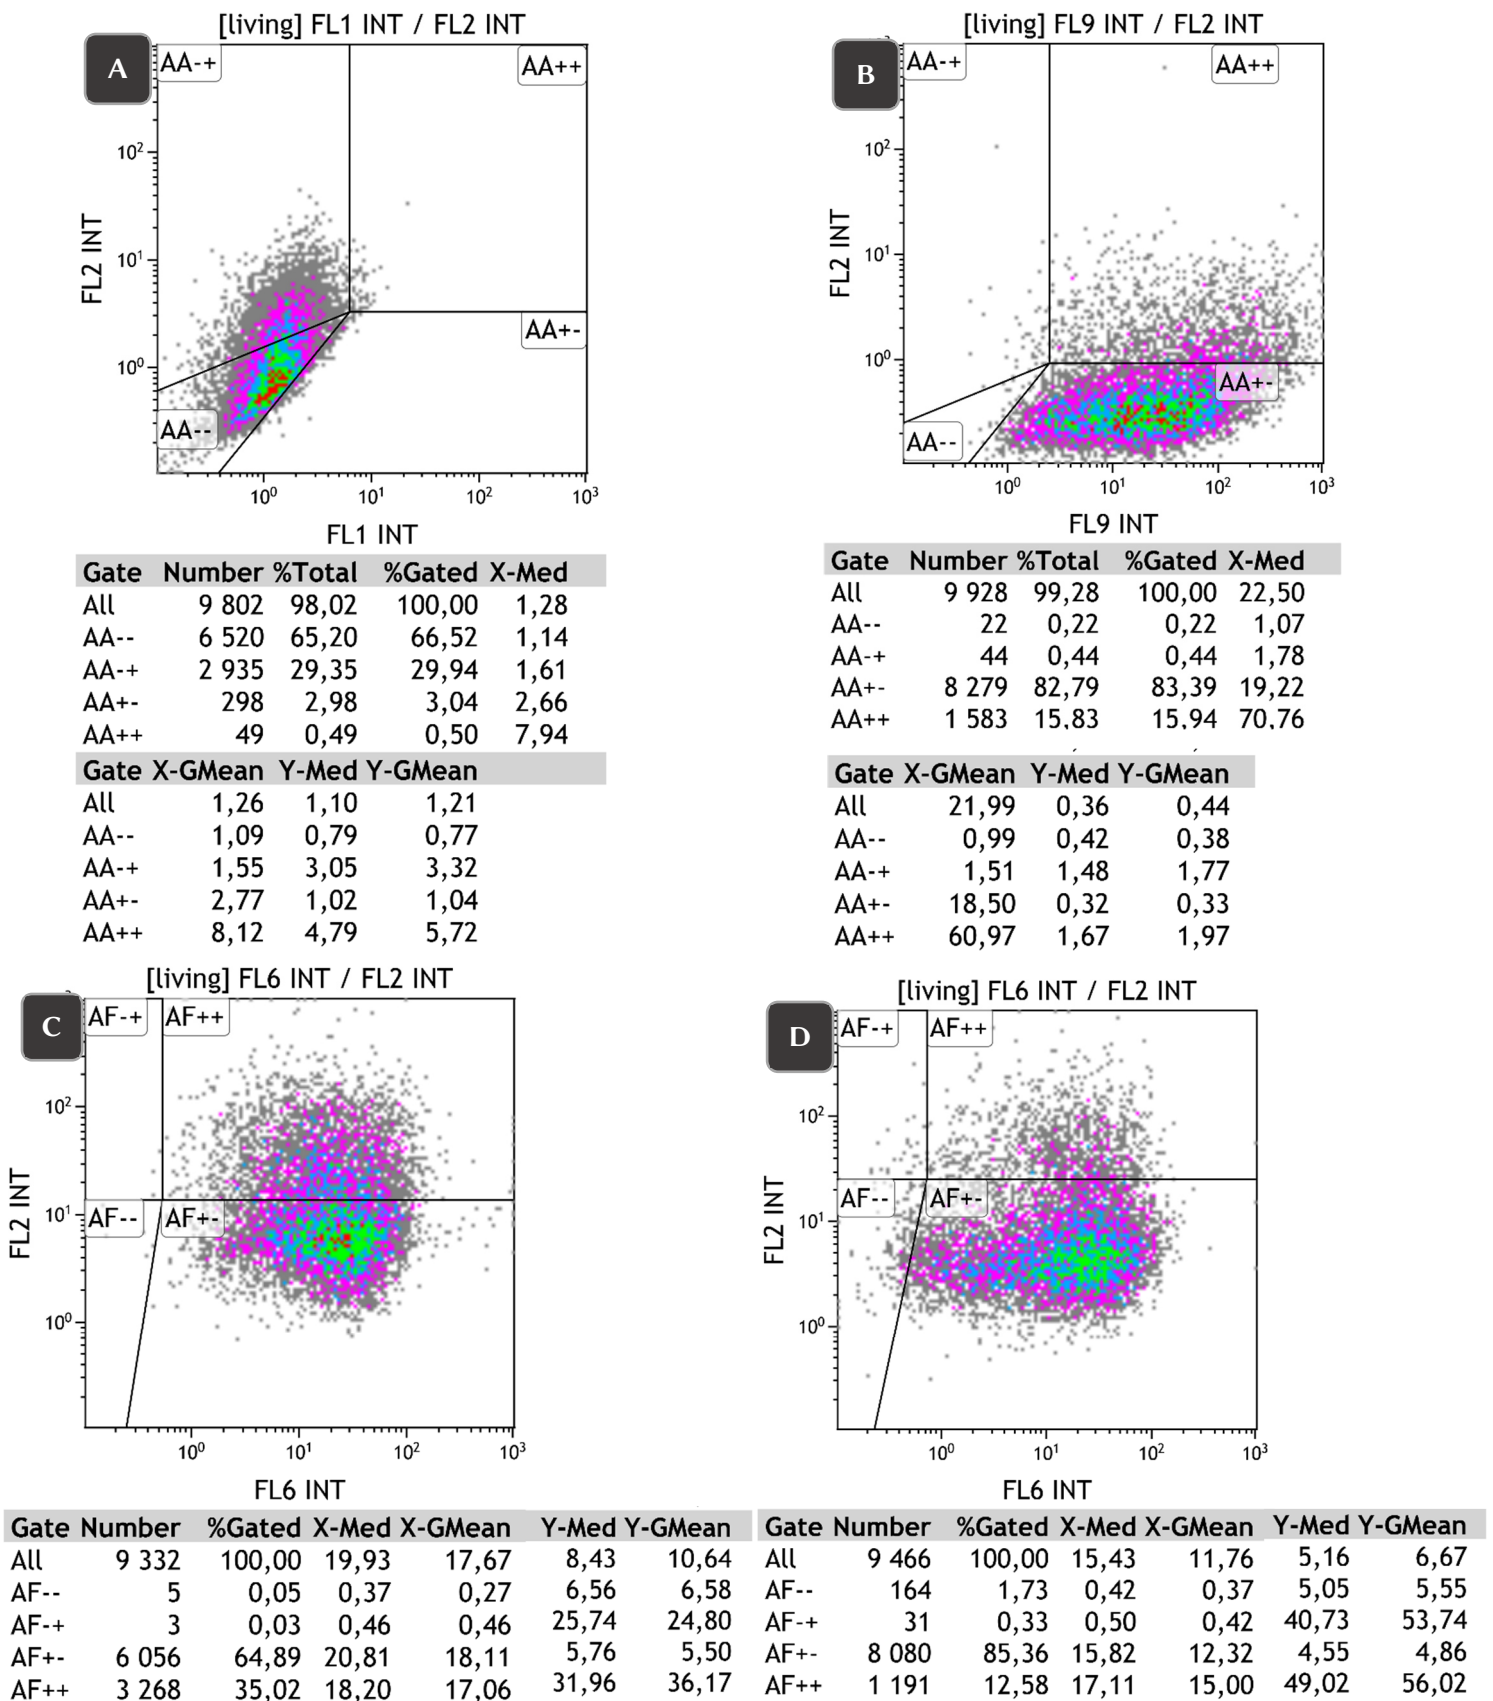 [living] FL1 INT / FL2 INT
A
AA-+
AA++
10²
10¹
10⁰
FL2 INT
AA+-
AA--
10⁰ 10¹ 10² 10³
FL1 INT
Gate Number %Total %Gated X-Med
All 9 802 98,02 100,00 1,28
AA-- 6 520 65,20 66,52 1,14
AA-+ 2 935 29,35 29,94 1,61
AA+- 298 2,98 3,04 2,66
AA++ 49 0,49 0,50 7,94
Gate X-GMean Y-Med Y-GMean
All 1,26 1,10 1,21
AA-- 1,09 0,79 0,77
AA-+ 1,55 3,05 3,32
AA+- 2,77 1,02 1,04
AA++ 8,12 4,79 5,72
[living] FL9 INT / FL2 INT
B
AA-+
AA++
10²
10¹
10⁰
FL2 INT
AA+-
AA--
10⁰ 10¹ 10² 10³
FL9 INT
Gate Number %Total %Gated X-Med
All 9 928 99,28 100,00 22,50
AA-- 22 0,22 0,22 1,07
AA-+ 44 0,44 0,44 1,78
AA+- 8 279 82,79 83,39 19,22
AA++ 1 583 15,83 15,94 70,76
Gate X-GMean Y-Med Y-GMean
All 21,99 0,36 0,44
AA-- 0,99 0,42 0,38
AA-+ 1,51 1,48 1,77
AA+- 18,50 0,32 0,33
AA++ 60,97 1,67 1,97
[living] FL6 INT / FL2 INT
C
AF-+
AF++
10²
10¹
10⁰
FL2 INT
AF--
AF+-
10⁰ 10¹ 10² 10³
FL6 INT
Gate Number %Gated X-Med X-GMean Y-Med Y-GMean
All 9 332 100,00 19,93 17,67 8,43 10,64
AF-- 5 0,05 0,37 0,27 6,56 6,58
AF-+ 3 0,03 0,46 0,46 25,74 24,80
AF+- 6 056 64,89 20,81 18,11 5,76 5,50
AF++ 3 268 35,02 18,20 17,06 31,96 36,17
[living] FL6 INT / FL2 INT
D
AF-+
AF++
10²
10¹
10⁰
FL2 INT
AF--
AF+-
10⁰ 10¹ 10² 10³
FL6 INT
Gate Number %Gated X-Med X-GMean Y-Med Y-GMean
All 9 466 100,00 15,43 11,76 5,16 6,67
AF-- 164 1,73 0,42 0,37 5,05 5,55
AF-+ 31 0,33 0,50 0,42 40,73 53,74
AF+- 8 080 85,36 15,82 12,32 4,55 4,86
AF++ 1 191 12,58 17,11 15,00 49,02 56,02